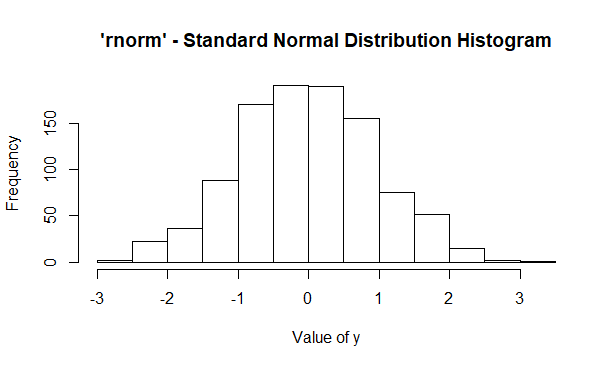 'rnorm' - Standard Normal Distribution Histogram
Frequency
150
100
50
0
-3 -2 -1 0 1 2 3
Value of y